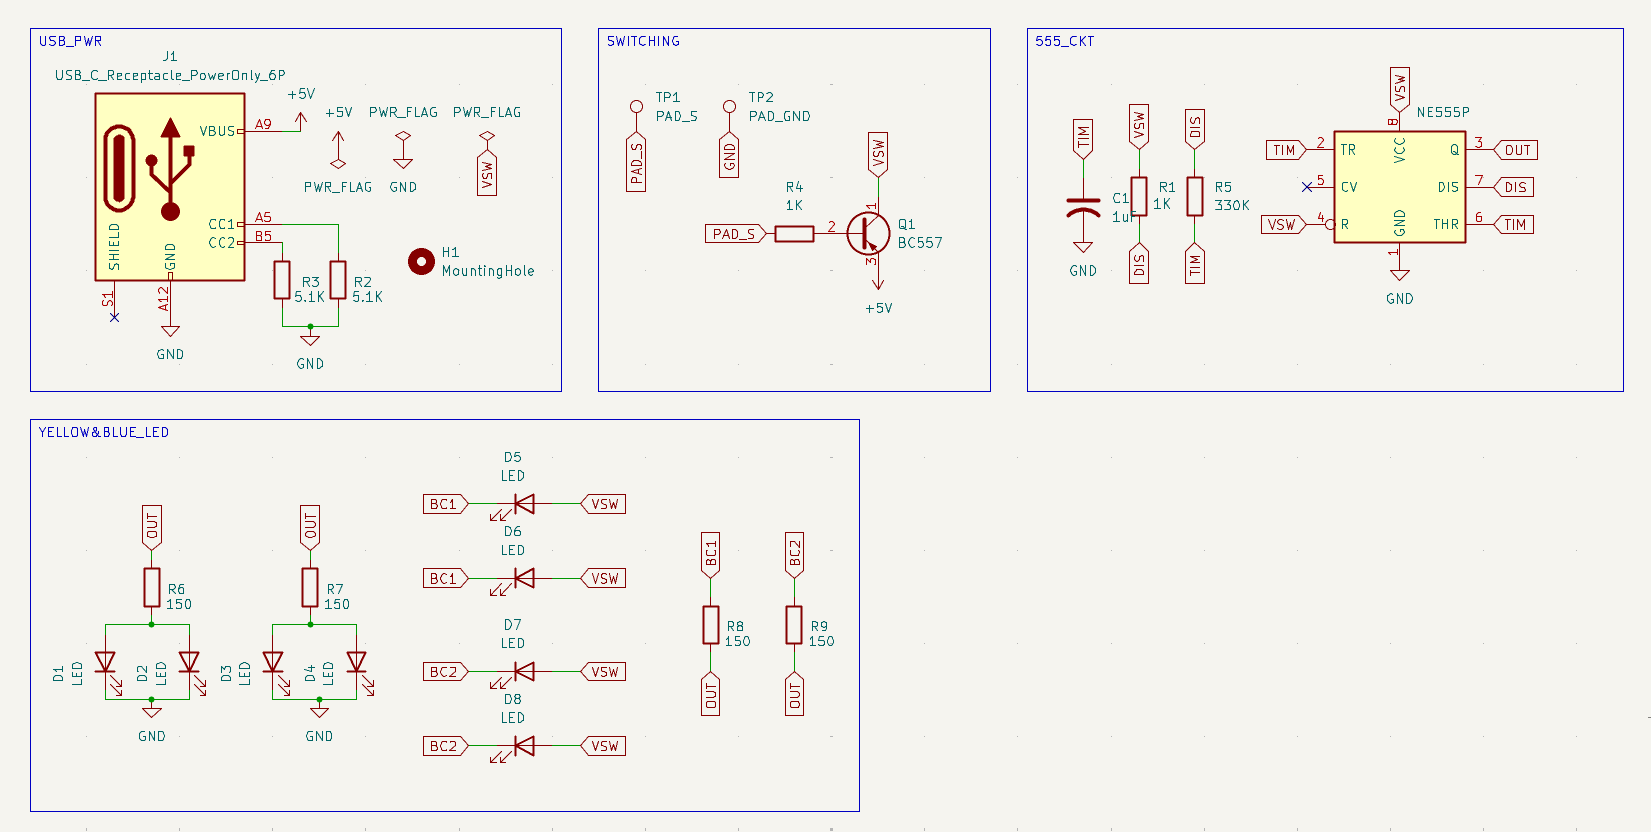 USB_PWR
J1
USB_C_Receptacle_PowerOnly_6P
VBUS
A9
+5V
+5V
PWR_FLAG
PWR_FLAG
GND
PWR_FLAG
VSW
CC1
A5
CC2
B5
SHIELD
S1
GND
A12
GND
R3
5.1K
R2
5.1K
GND
H1
MountingHole
SWITCHING
TP1
PAD_S
PAD_S
TP2
PAD_GND
GND
VSW
R4
1K
PAD_S
2
1
3
Q1
BC557
+5V
555_CKT
TIM
C1
1uF
GND
VSW
R1
1K
DIS
DIS
R5
330K
TIM
VSW
8
NE555P
TIM
2
TR
VCC
Q
3
OUT
5
CV
DIS
7
DIS
VSW
4
R
GND
THR
6
TIM
1
GND
YELLOW&BLUE_LED
OUT
R6
150
D1
LED
D2
LED
GND
OUT
R7
150
D3
LED
D4
LED
GND
D5
LED
BC1
VSW
D6
LED
BC1
VSW
D7
LED
BC2
VSW
D8
LED
BC2
VSW
BC1
R8
150
OUT
BC2
R9
150
OUT